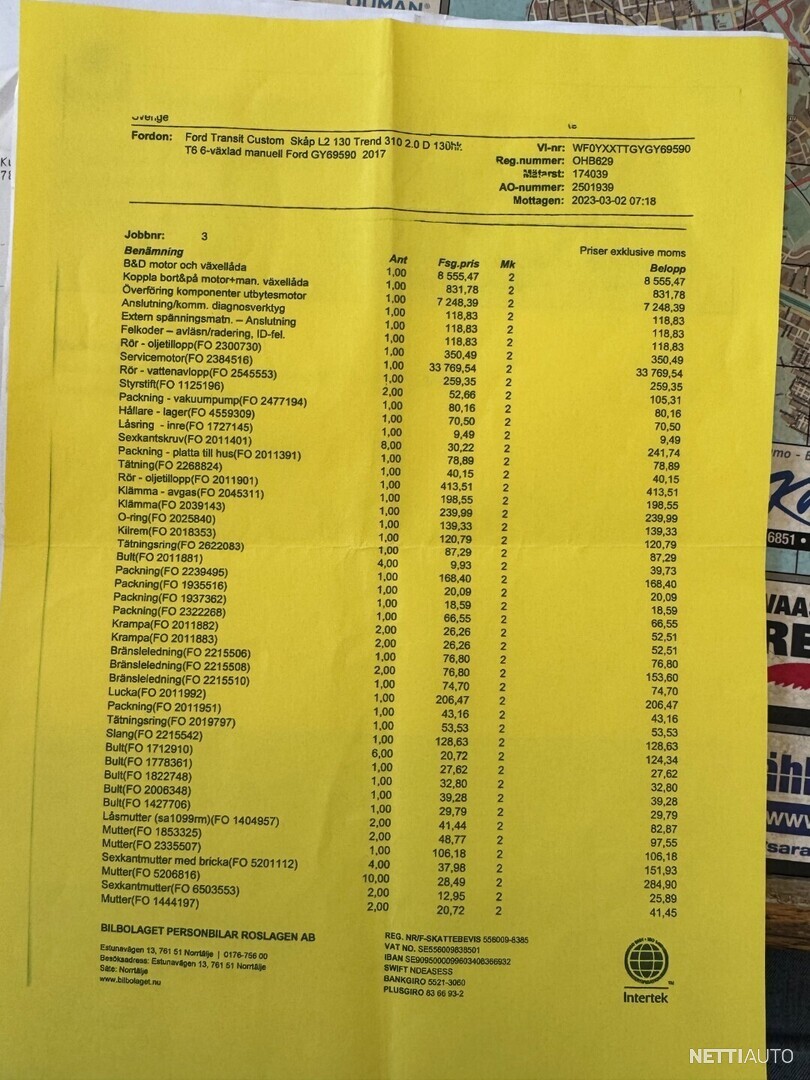 OUMAN
Sverige
Fordon: Ford Transit Custom Skåp L2 130 Trend 310 2.0 D 130hk
T6 6-växlad manuell Ford GY69590 2017
VI-nr: WF0YXXTTGYGY69590
Reg.nummer: OHB629
Mätarst: 174039
AO-nummer: 2501939
Mottagen: 2023-03-02 07:18
Jobbnr: 3
Priser exklusive moms
Benämning Ant Fsg.pris Mk Belopp
B&D motor och växellåda 1,00 8 555,47 2 8 555,47
Koppla bort&på motor+man. växellåda 1,00 831,78 2 831,78
Överföring komponenter utbytesmotor 1,00 7 248,39 2 7 248,39
Anslutning/komm. diagnosverktyg 1,00 118,83 2 118,83
Extern spänningsmatn. – Anslutning 1,00 118,83 2 118,83
Felkoder – avläsn/radering, ID-fel. 1,00 118,83 2 118,83
Rör - oljetillopp(FO 2300730) 1,00 350,49 2 350,49
Servicemotor(FO 2384516) 1,00 33 769,54 2 33 769,54
Rör - vattenavlopp(FO 2545553) 1,00 259,35 2 259,35
Styrstift(FO 1125196) 2,00 52,66 2 105,31
Packning - vakuumpump(FO 2477194) 1,00 80,16 2 80,16
Hållare - lager(FO 4559309) 1,00 70,50 2 70,50
Låsring - inre(FO 1727145) 1,00 9,49 2 9,49
Sexkantskruv(FO 2011401) 8,00 30,22 2 241,74
Packning - platta till hus(FO 2011391) 1,00 78,89 2 78,89
Tätning(FO 2268824) 1,00 40,15 2 40,15
Rör - oljetillopp(FO 2011901) 1,00 413,51 2 413,51
Klämma - avgas(FO 2045311) 1,00 198,55 2 198,55
Klämma(FO 2039143) 1,00 239,99 2 239,99
O-ring(FO 2025840) 1,00 139,33 2 139,33
Kilrem(FO 2018353) 1,00 120,79 2 120,79
Tätningsring(FO 2622083) 1,00 87,29 2 87,29
Bult(FO 2011881) 4,00 9,93 2 39,73
Packning(FO 2239495) 1,00 168,40 2 168,40
Packning(FO 1935516) 1,00 20,09 2 20,09
Packning(FO 1937362) 1,00 18,59 2 18,59
Packning(FO 2322268) 1,00 66,55 2 66,55
Krampa(FO 2011882) 2,00 26,26 2 52,51
Krampa(FO 2011883) 2,00 26,26 2 52,51
Bränsleledning(FO 2215506) 1,00 76,80 2 76,80
Bränsleledning(FO 2215508) 2,00 76,80 2 153,60
Bränsleledning(FO 2215510) 1,00 74,70 2 74,70
Lucka(FO 2011992) 1,00 206,47 2 206,47
Packning(FO 2011951) 1,00 43,16 2 43,16
Tätningsring(FO 2019797) 1,00 53,53 2 53,53
Slang(FO 2215542) 1,00 128,63 2 128,63
Bult(FO 1712910) 6,00 20,72 2 124,34
Bult(FO 1778361) 1,00 27,62 2 27,62
Bult(FO 1822748) 1,00 32,80 2 32,80
Bult(FO 2006348) 1,00 39,28 2 39,28
Bult(FO 1427706) 1,00 29,79 2 29,79
Låsmutter (sa1099rm)(FO 1404957) 2,00 41,44 2 82,87
Mutter(FO 1853325) 2,00 48,77 2 97,55
Mutter(FO 2335507) 1,00 106,18 2 106,18
Sexkantmutter med bricka(FO 5201112) 4,00 37,98 2 151,93
Mutter(FO 5206816) 10,00 28,49 2 284,90
Sexkantmutter(FO 6503553) 2,00 12,95 2 25,89
Mutter(FO 1444197) 2,00 20,72 2 41,45
BILBOLAGET PERSONBILAR ROSLAGEN AB
Estunavägen 13, 761 51 Norrtälje | 0176-756 00
Besöksadress: Estunavägen 13, 761 51 Norrtälje
Säte: Norrtälje
www.bilbolaget.nu
REG. NR/F-SKATTEBEVIS 556009-8385
VAT NO. SE556009838501
IBAN SE9095000099603406366932
SWIFT NDEASESS
BANKGIRO 5521-3060
PLUSGIRO 83 66 93-2
Intertek
6851
VAAS
RE
www
sara
NETTIAUTO